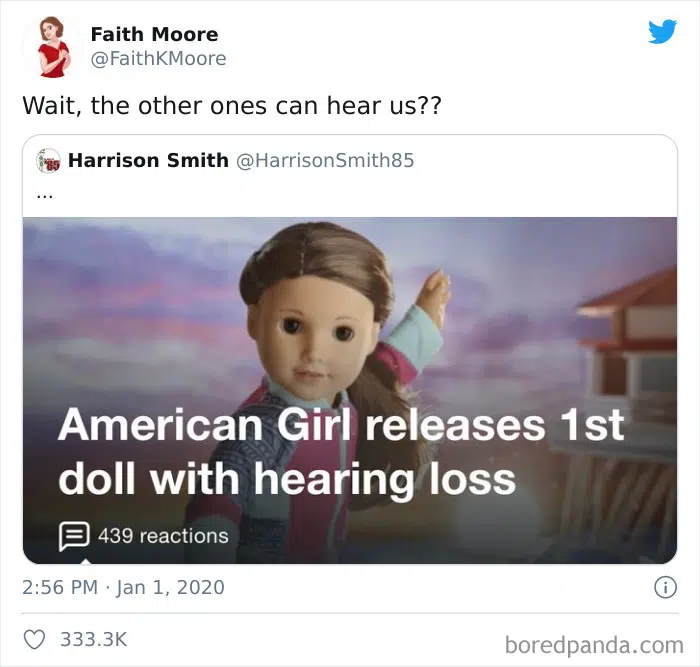 Faith Moore
@FaithKMoore
Wait, the other ones can hear us??
Harrison Smith @HarrisonSmith85
...
American Girl releases 1st
doll with hearing loss
439 reactions
2:56 PM · Jan 1, 2020
333.3K
boredpanda.com